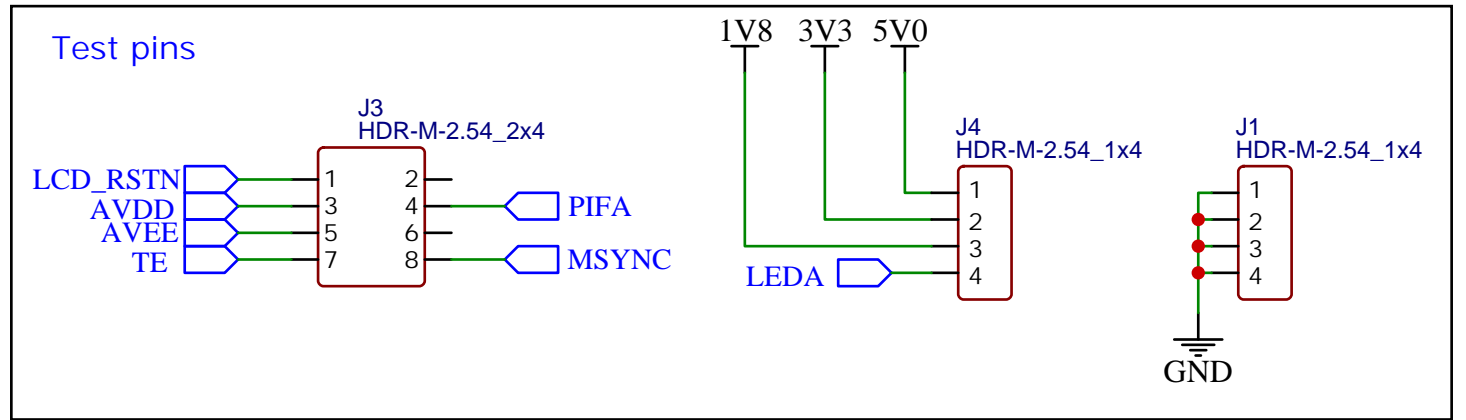 Test pins
1V8 3V3 5V0
J3
HDR-M-2.54_2x4
LCD_RSTN 1 2
AVDD 3 4 PIFA
AVEE 5 6
TE 7 8 MSYNC
J4
HDR-M-2.54_1x4
1
2
3
LEDA 4
J1
HDR-M-2.54_1x4
1
2
3
4
GND